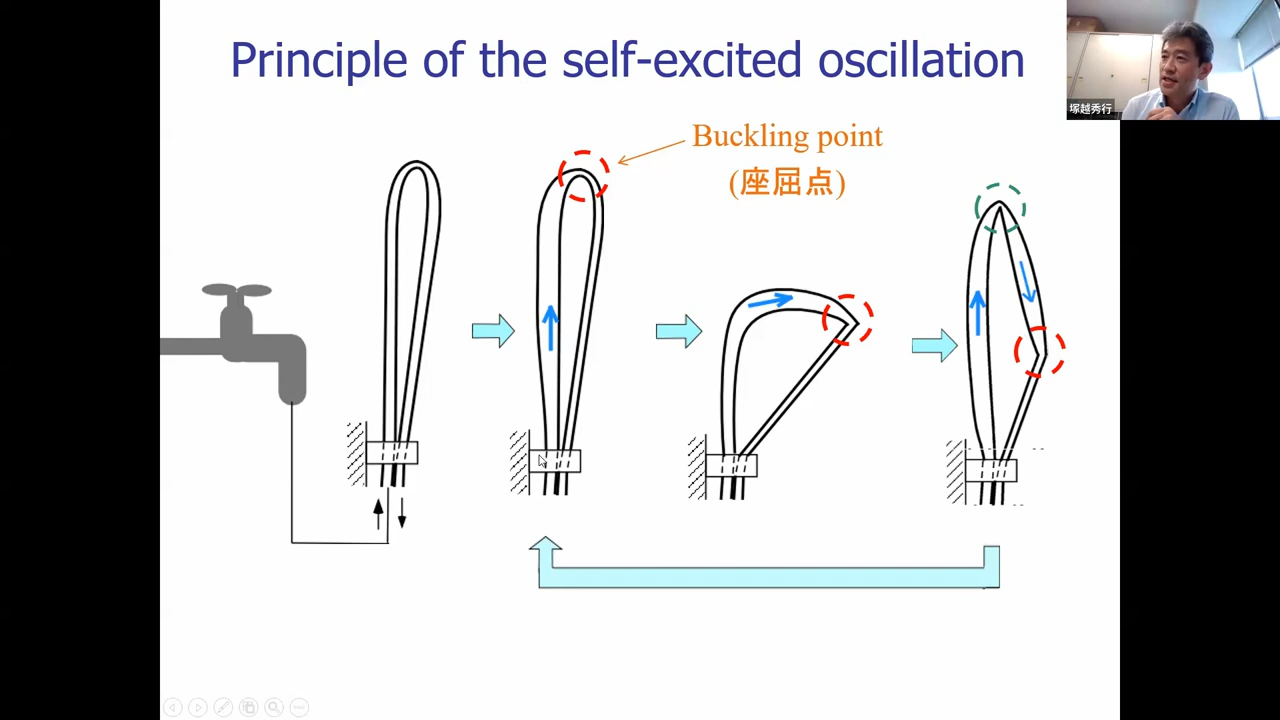 Principle of the self-excited oscillation
塚越秀行
Buckling point
(座屈点)